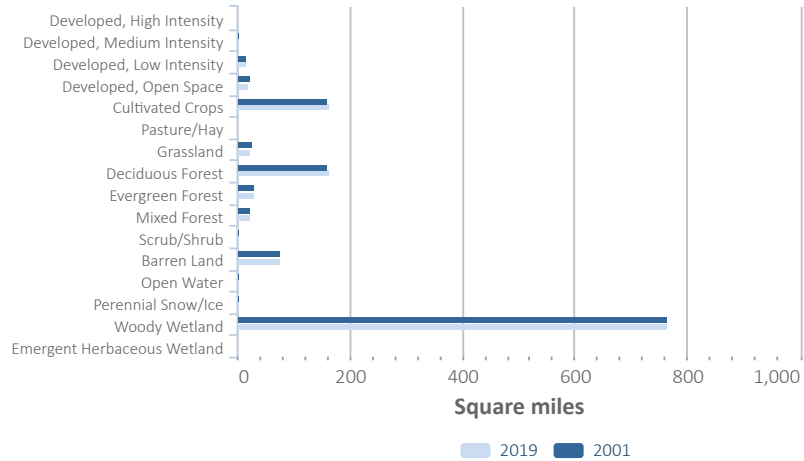 Developed, High Intensity
Developed, Medium Intensity
Developed, Low Intensity
Developed, Open Space
Cultivated Crops
Pasture/Hay
Grassland
Deciduous Forest
Evergreen Forest
Mixed Forest
Scrub/Shrub
Barren Land
Open Water
Perennial Snow/Ice
Woody Wetland
Emergent Herbaceous Wetland
0 200 400 600 800 1,000
Square miles
2019 2001